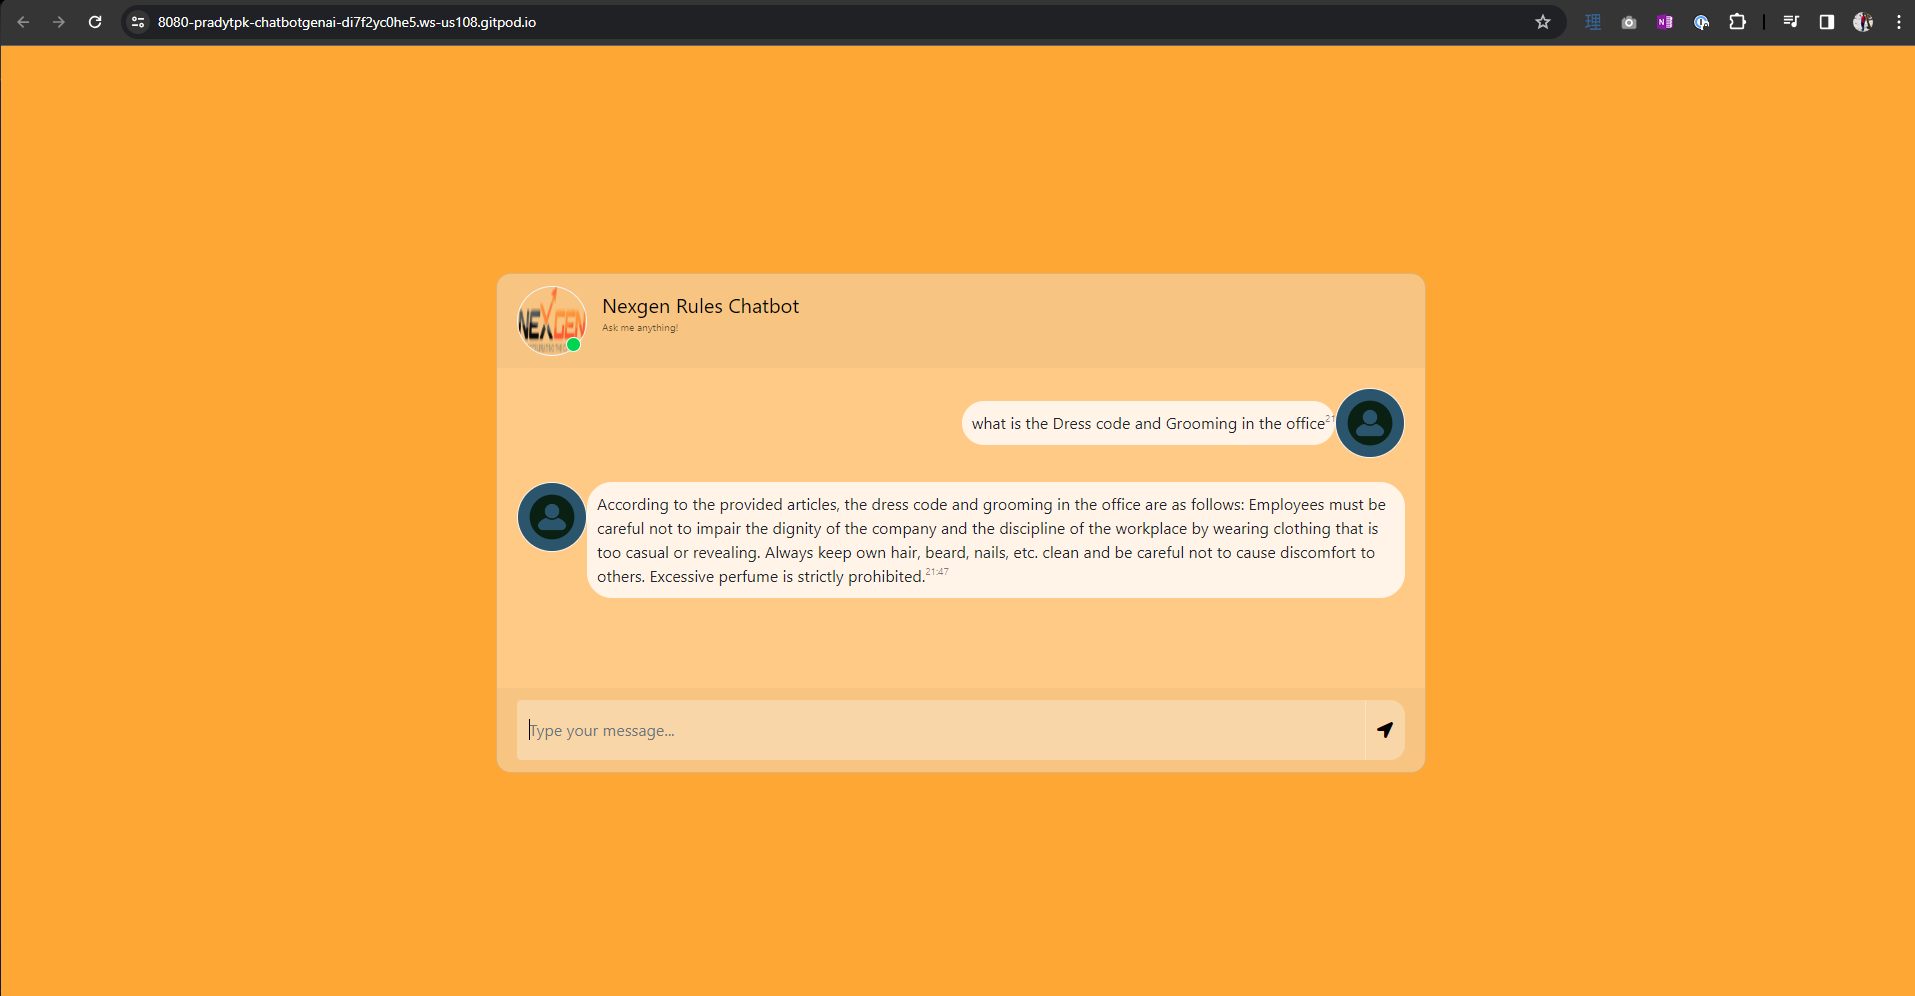 8080-pradytpk-chatbotgenai-di7f2yc0he5.ws-us108.gitpod.io
理
N
NEXGEN
Nexgen Rules Chatbot
Ask me anything!
what is the Dress code and Grooming in the office 21
According to the provided articles, the dress code and grooming in the office are as follows: Employees must be
careful not to impair the dignity of the company and the discipline of the workplace by wearing clothing that is
too casual or revealing. Always keep own hair, beard, nails, etc. clean and be careful not to cause discomfort to
others. Excessive perfume is strictly prohibited. 21:47
Type your message...